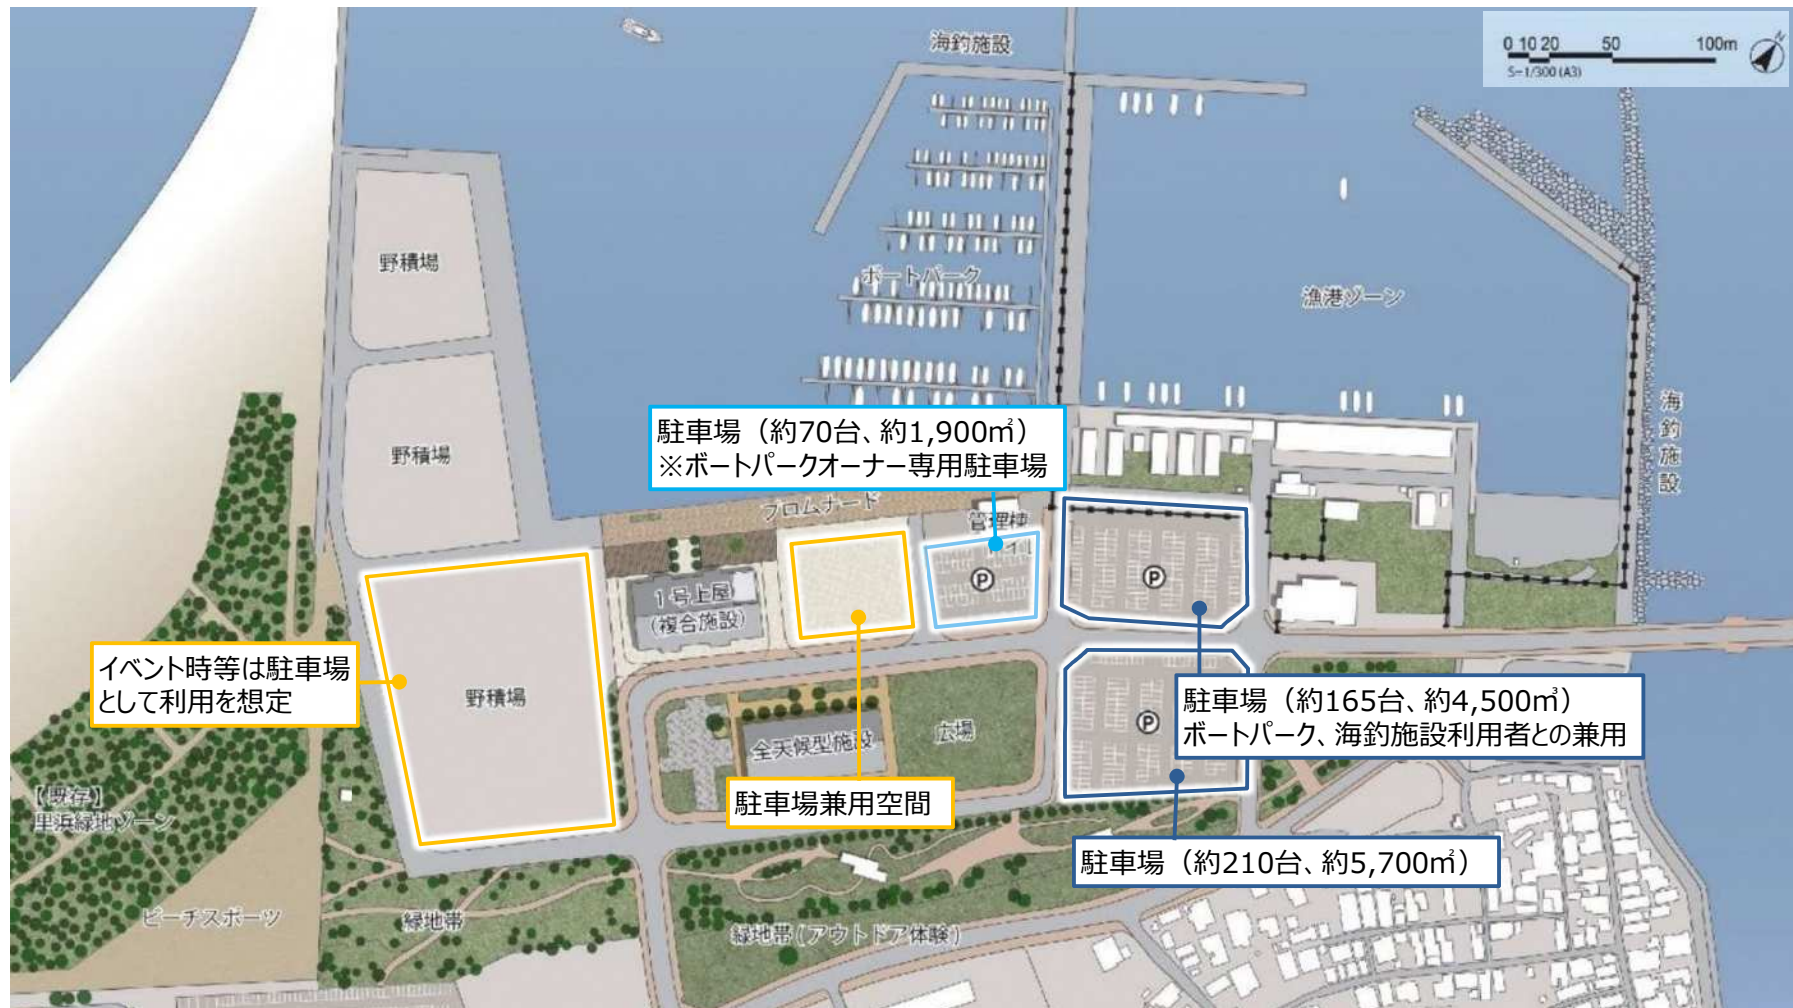 海釣施設
0 10 20 50 100m
S=1/300 (A3)
N
野積場
ボートパーク
漁港ゾーン
野積場
海釣施設
駐車場（約70台、約1,900㎡）
※ボートパークオーナー専用駐車場
プロムナード
管理棟
トイレ
P
P
1号上屋
(複合施設)
イベント時等は駐車場
として利用を想定
野積場
全天候型施設
広場
P
駐車場（約165台、約4,500㎡）
ボートパーク、海釣施設利用者との兼用
駐車場兼用空間
【既存】
里浜緑地ゾーン
駐車場（約210台、約5,700㎡）
ビーチスポーツ
緑地帯
緑地帯(アウトドア体験)